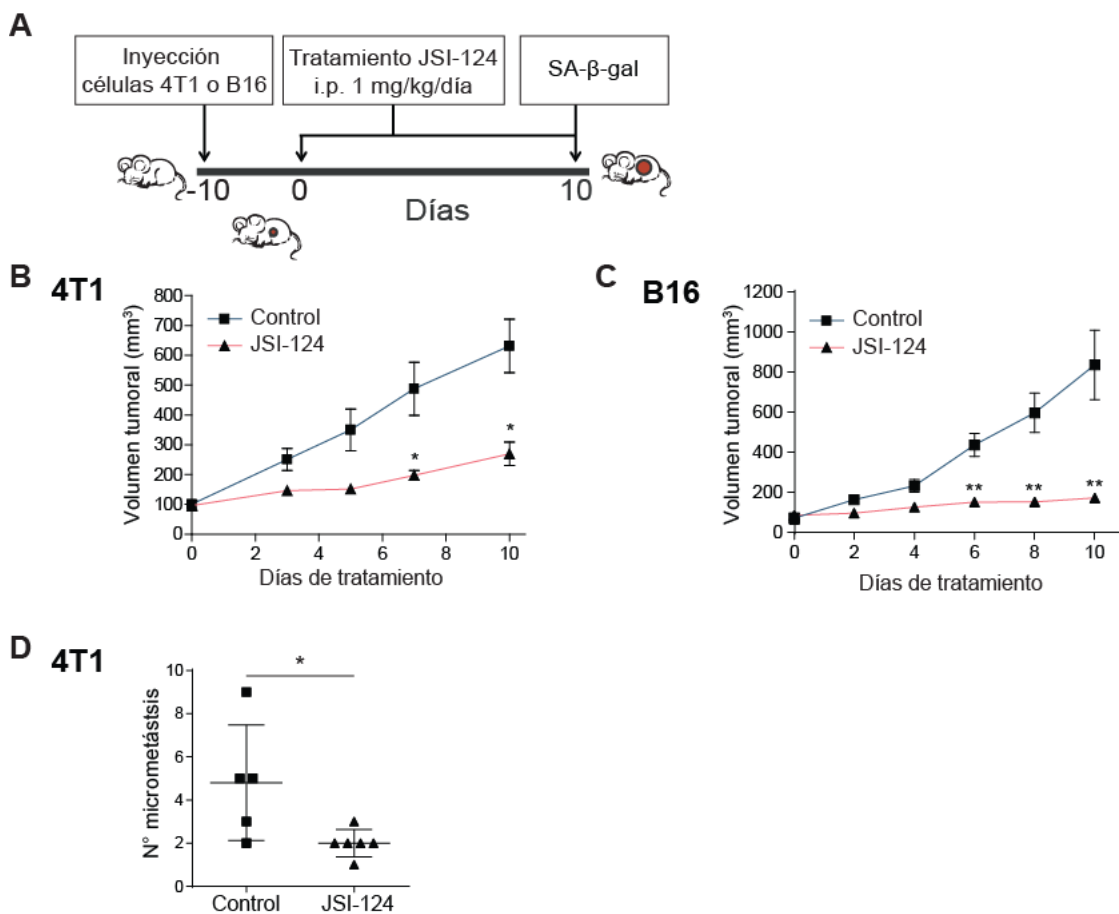 A
Inyección
células 4T1 o B16
Tratamiento JSI-124
i.p. 1 mg/kg/día
SA-β-gal
-10
0
10
Días
B
4T1
Control
JSI-124
Volumen tumoral (mm³)
800
700
600
500
400
300
200
100
0
*
*
0 2 4 6 8 10
Días de tratamiento
C
B16
Control
JSI-124
Volumen tumoral (mm³)
1200
1000
800
600
400
200
0
** ** **
0 2 4 6 8 10
Días de tratamiento
D
4T1
*
N° micrometástsis
10
8
6
4
2
0
Control JSI-124